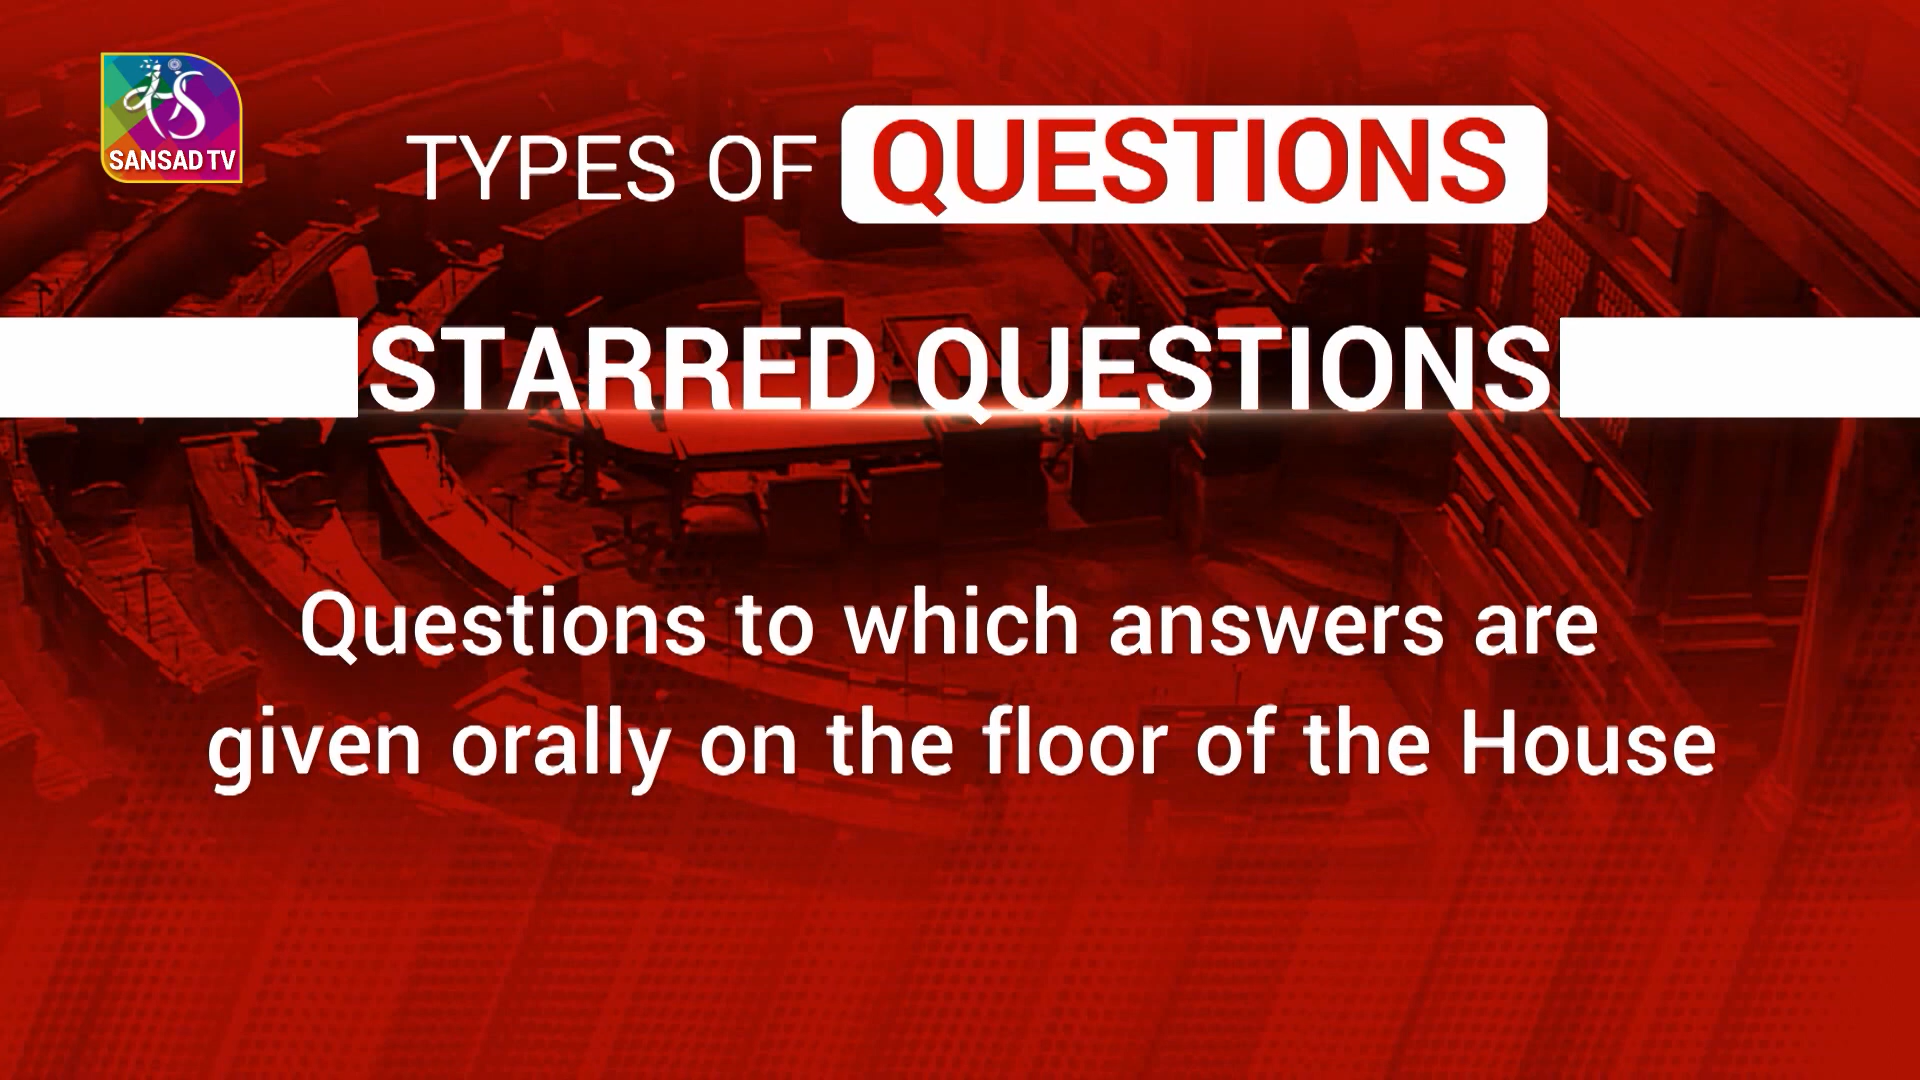 SANSAD TV
TYPES OF QUESTIONS
STARRED QUESTIONS
Questions to which answers are
given orally on the floor of the House